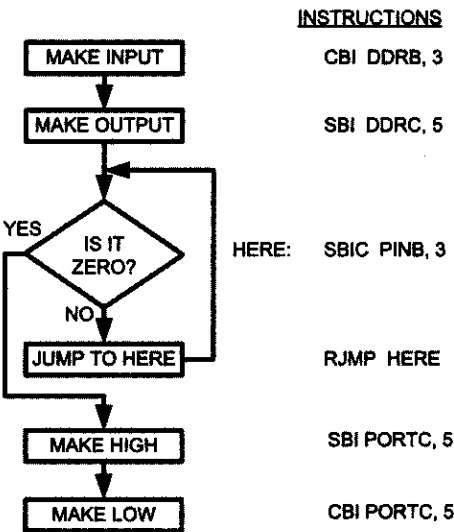 INSTRUCTIONS
MAKE INPUT CBI DDRB, 3
MAKE OUTPUT SBI DDRC, 5
YES
IS IT
ZERO?
HERE: SBIC PINB, 3
NO
JUMP TO HERE RJMP HERE
MAKE HIGH SBI PORTC, 5
MAKE LOW CBI PORTC, 5